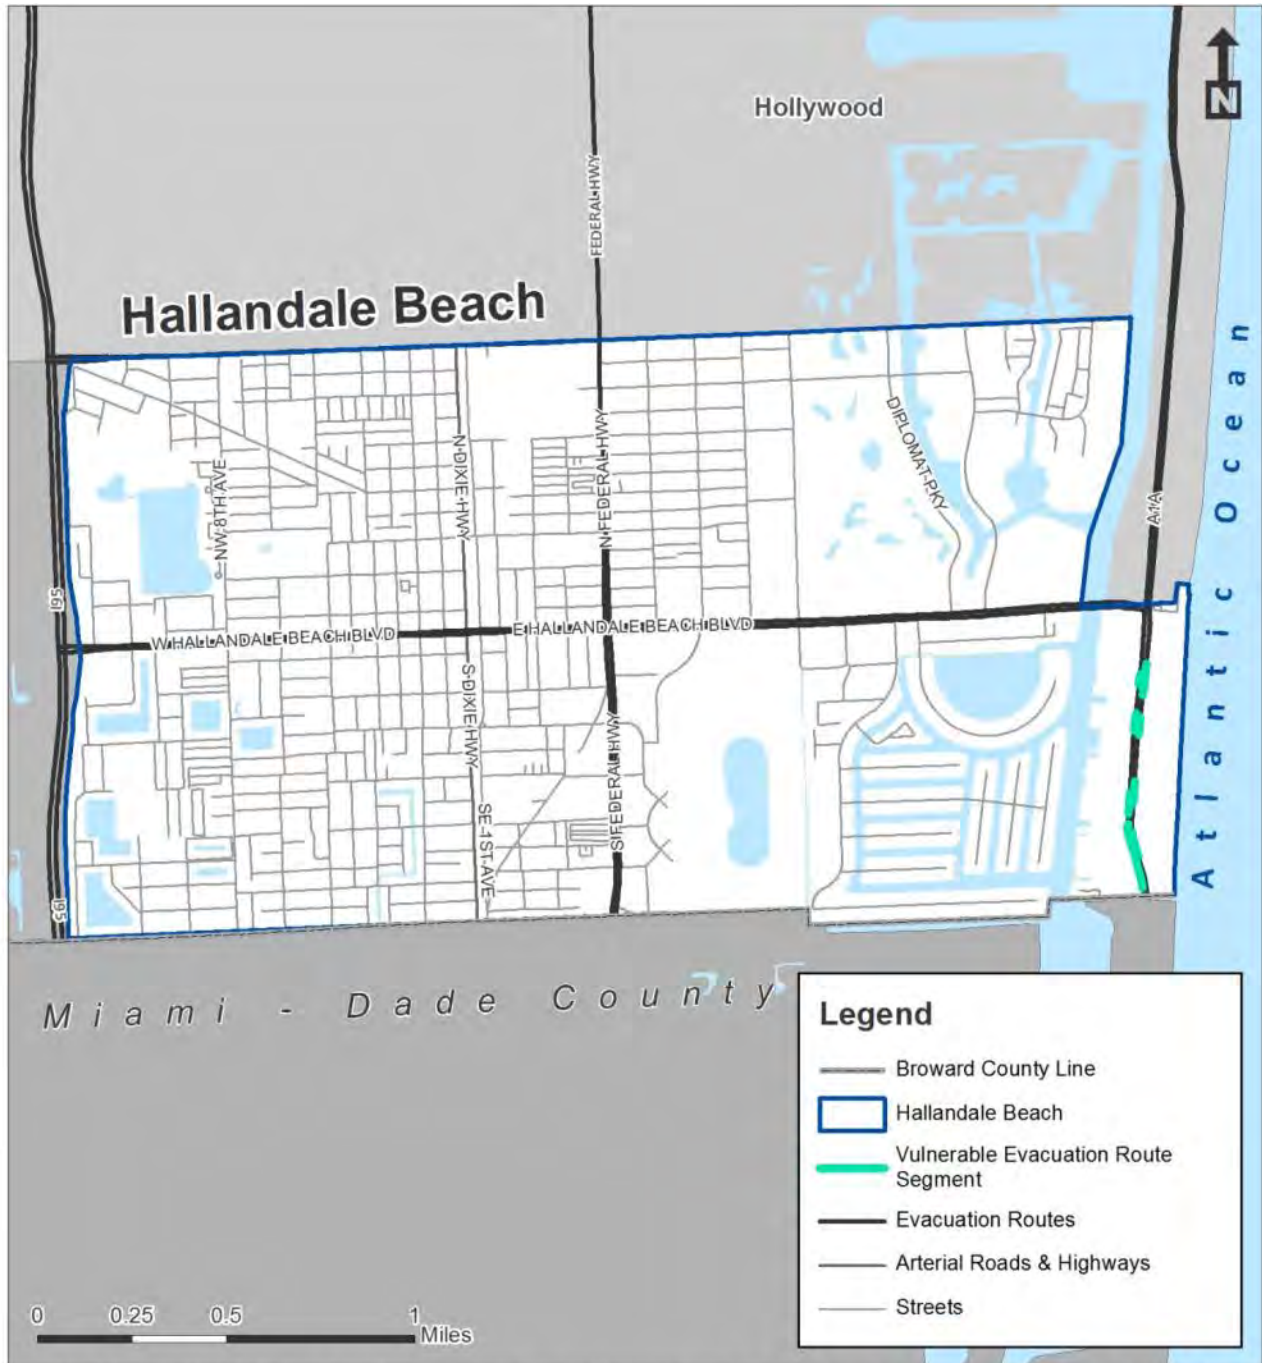 N
Hollywood
FEDERAL HWY
Hallandale Beach
Atlantic Ocean
DIPLOMAT PKY
N DIXIE HWY
N FEDERAL HWY
NW 8TH AVE
A1A
I95
W HALLANDALE BEACH BLVD
E HALLANDALE BEACH BLVD
S DIXIE HWY
S FEDERAL HWY
SE 1ST AVE
I95
Miami - Dade County
Legend
Broward County Line
Hallandale Beach
Vulnerable Evacuation Route
Segment
Evacuation Routes
Arterial Roads & Highways
Streets
0 0.25 0.5 1
Miles